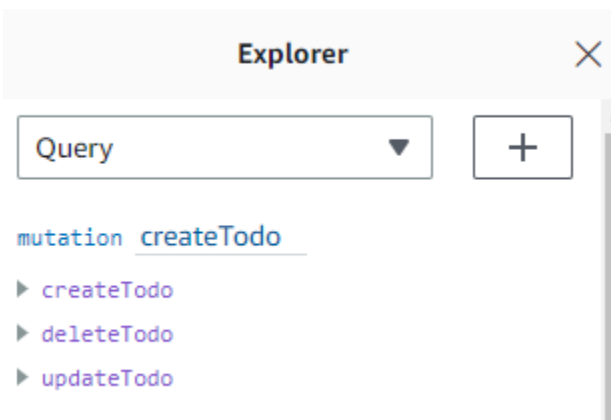 Explorer
Query
mutation createTodo
createTodo
deleteTodo
updateTodo